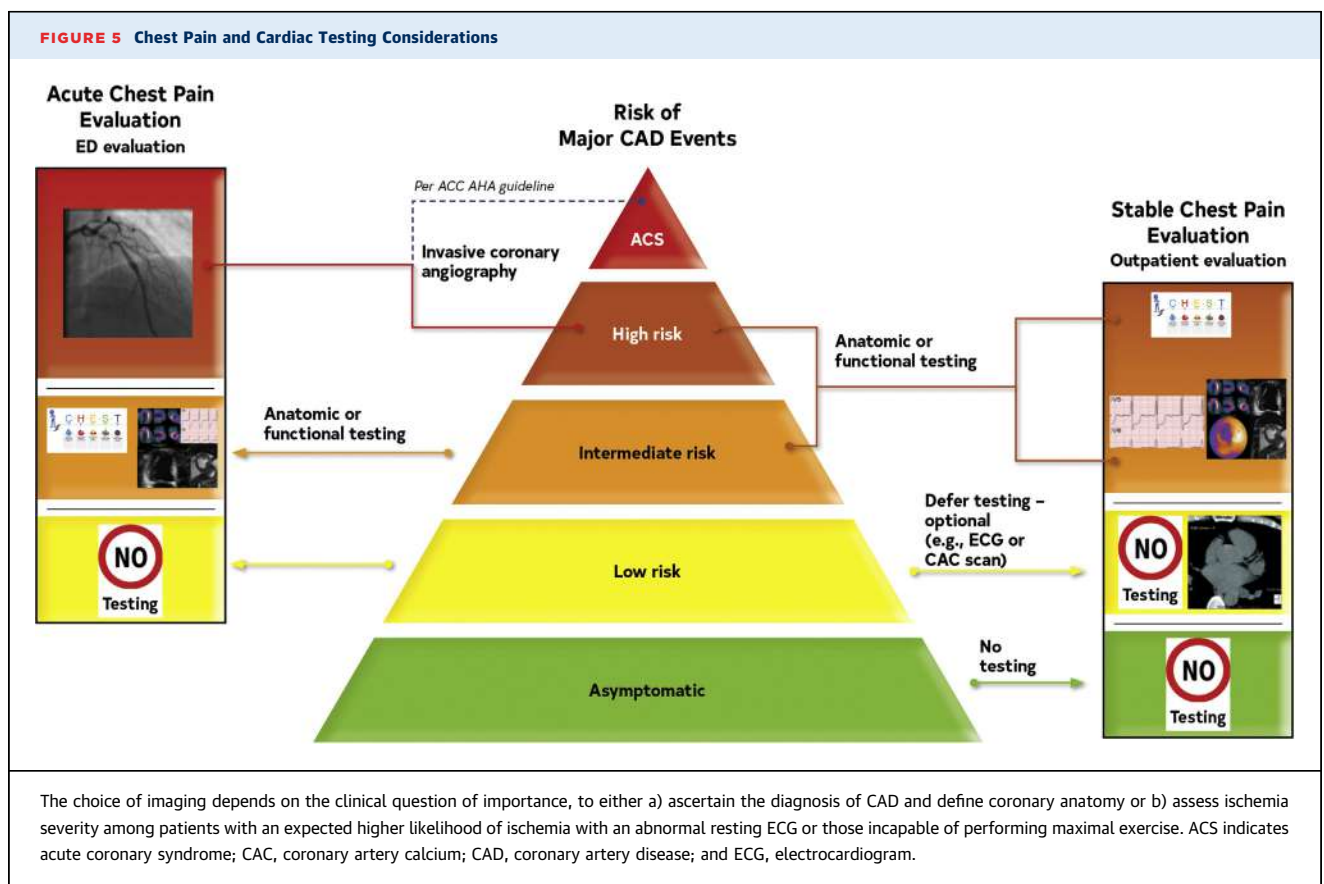 FIGURE 5 Chest Pain and Cardiac Testing Considerations
Acute Chest Pain
Evaluation
ED evaluation
Risk of
Major CAD Events
Per ACC AHA guideline
Invasive coronary
angiography
ACS
Stable Chest Pain
Evaluation
Outpatient evaluation
CHEST
High risk
Anatomic or
functional testing
CHEST
Anatomic or
functional testing
Intermediate risk
Defer testing –
optional
(e.g., ECG or
CAC scan)
NO
Testing
Low risk
NO
Testing
No
testing
Asymptomatic
NO
Testing
The choice of imaging depends on the clinical question of importance, to either a) ascertain the diagnosis of CAD and define coronary anatomy or b) assess ischemia
severity among patients with an expected higher likelihood of ischemia with an abnormal resting ECG or those incapable of performing maximal exercise. ACS indicates
acute coronary syndrome; CAC, coronary artery calcium; CAD, coronary artery disease; and ECG, electrocardiogram.